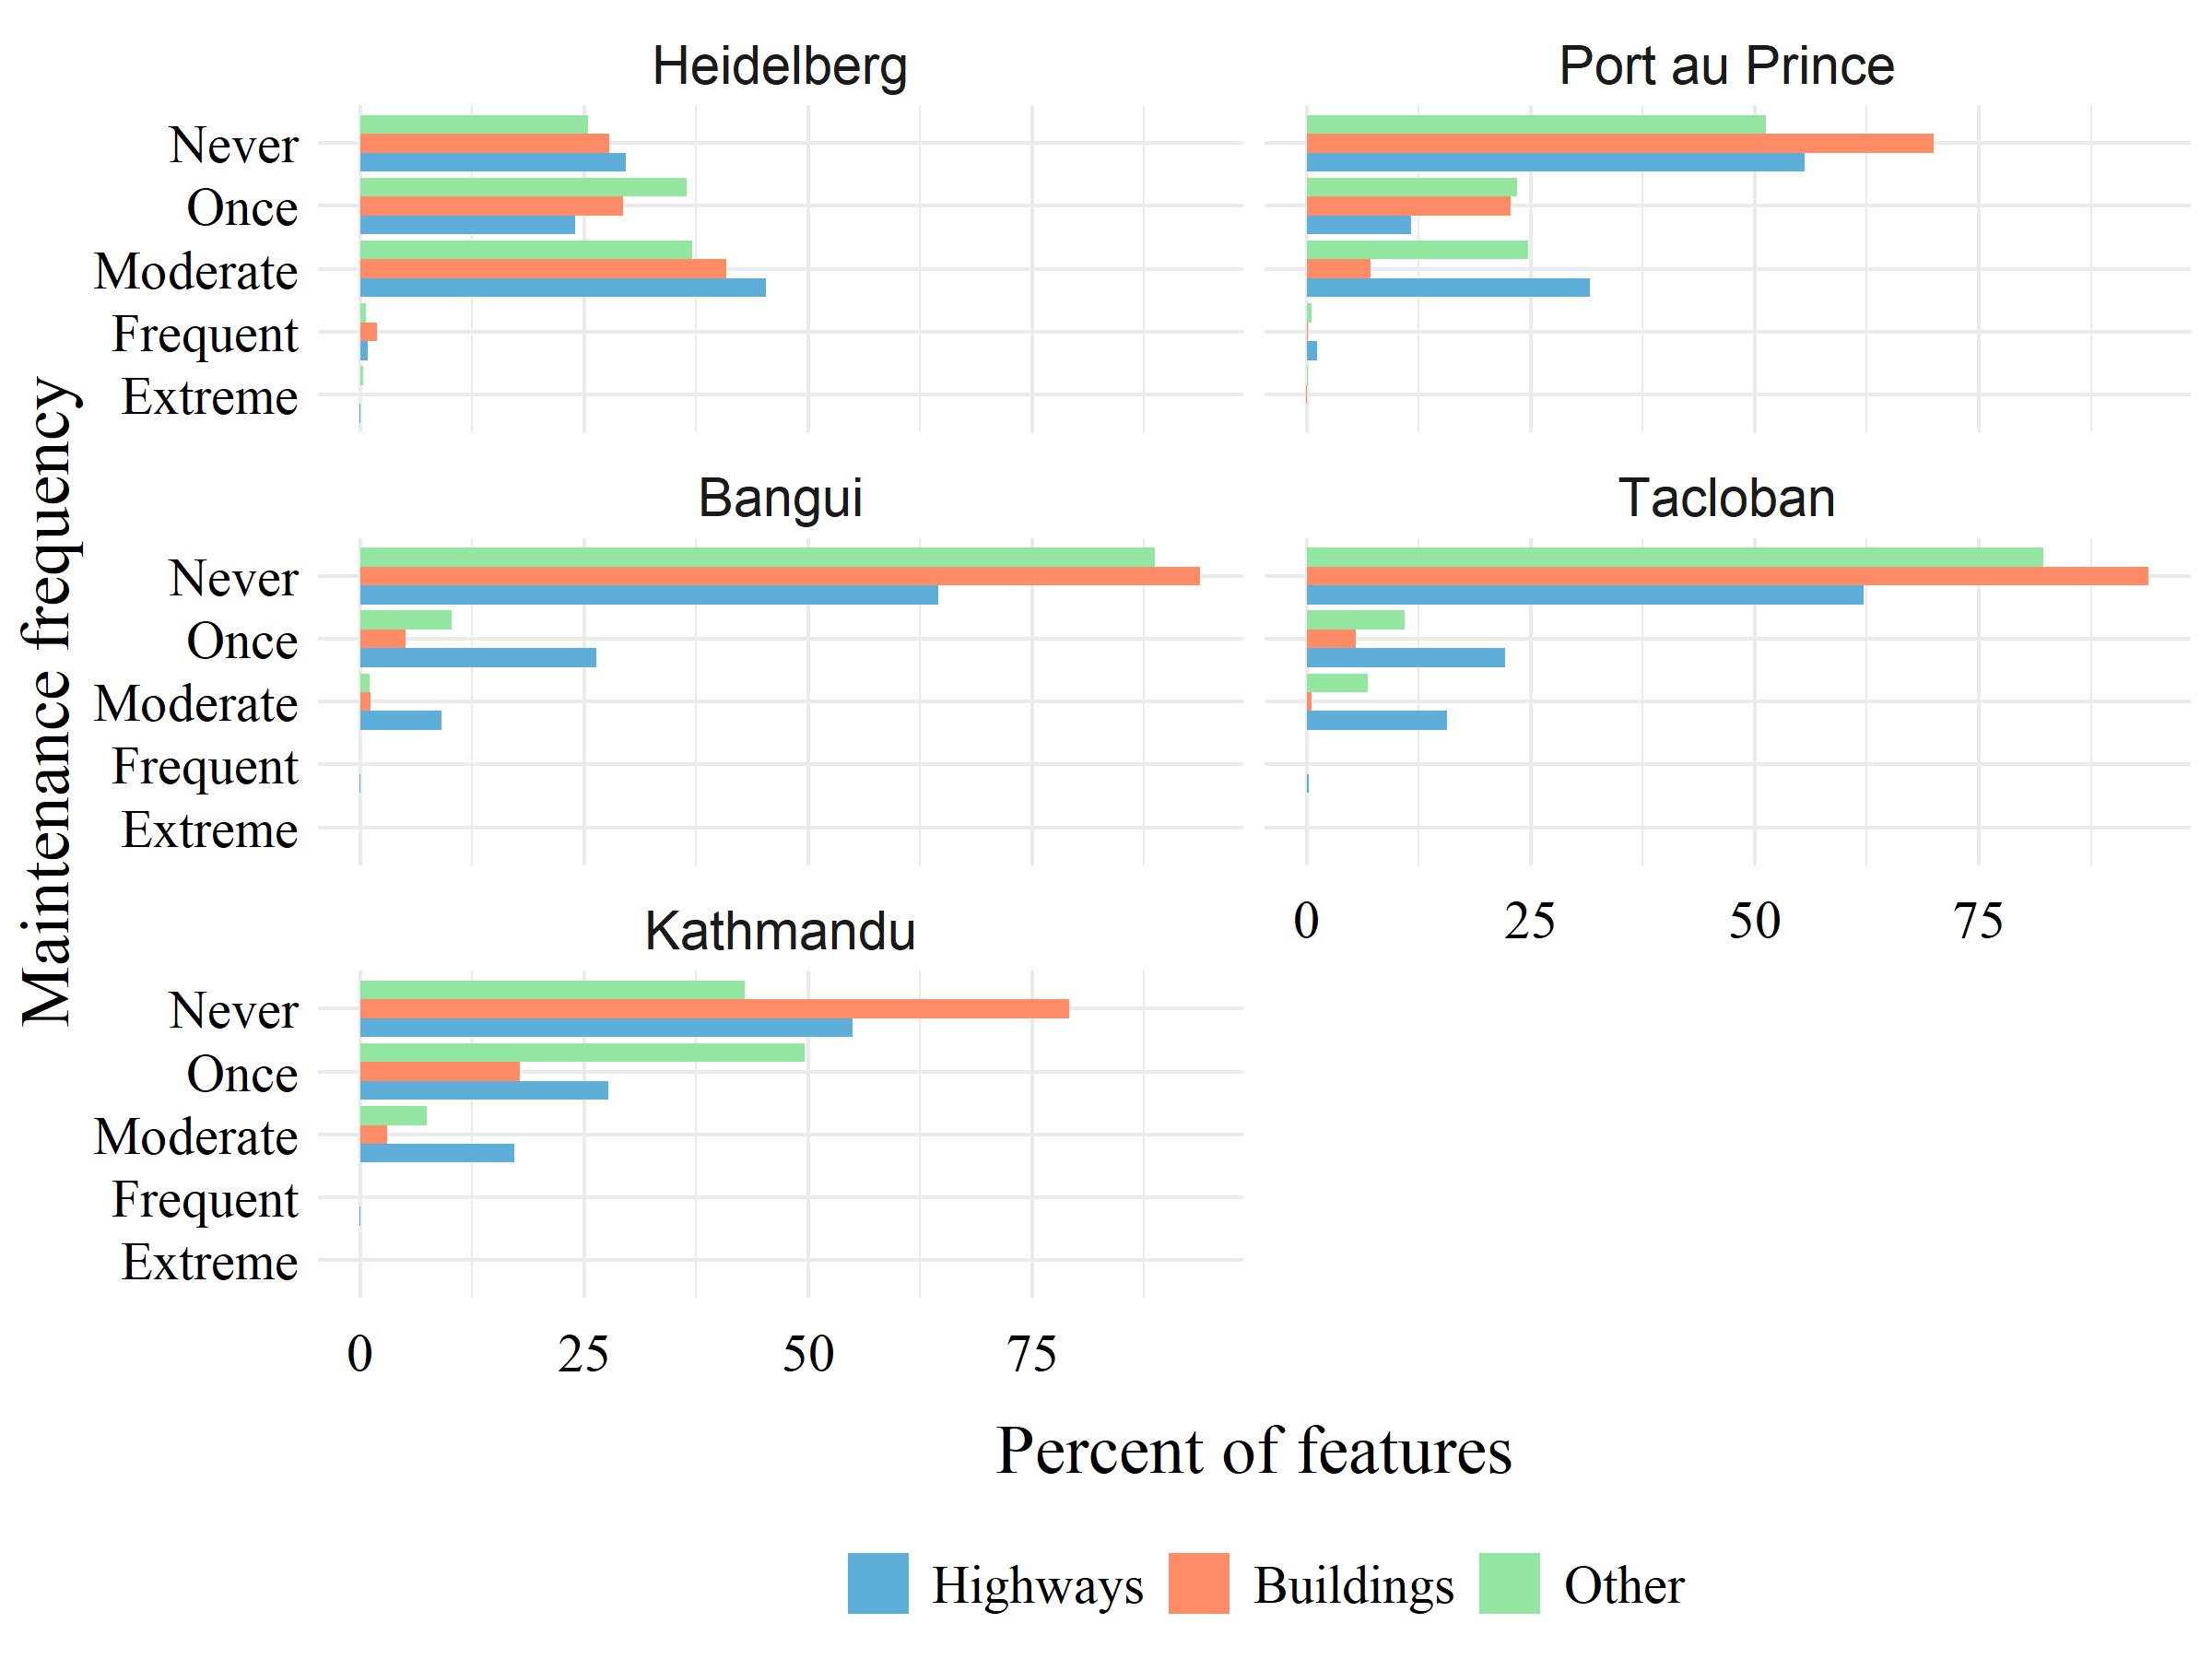 Heidelberg
Port au Prince
Never
Once
Moderate
Frequent
Extreme
Bangui
Tacloban
Never
Once
Moderate
Frequent
Extreme
0 25 50 75
Kathmandu
Never
Once
Moderate
Frequent
Extreme
0 25 50 75
Maintenance frequency
Percent of features
Highways Buildings Other